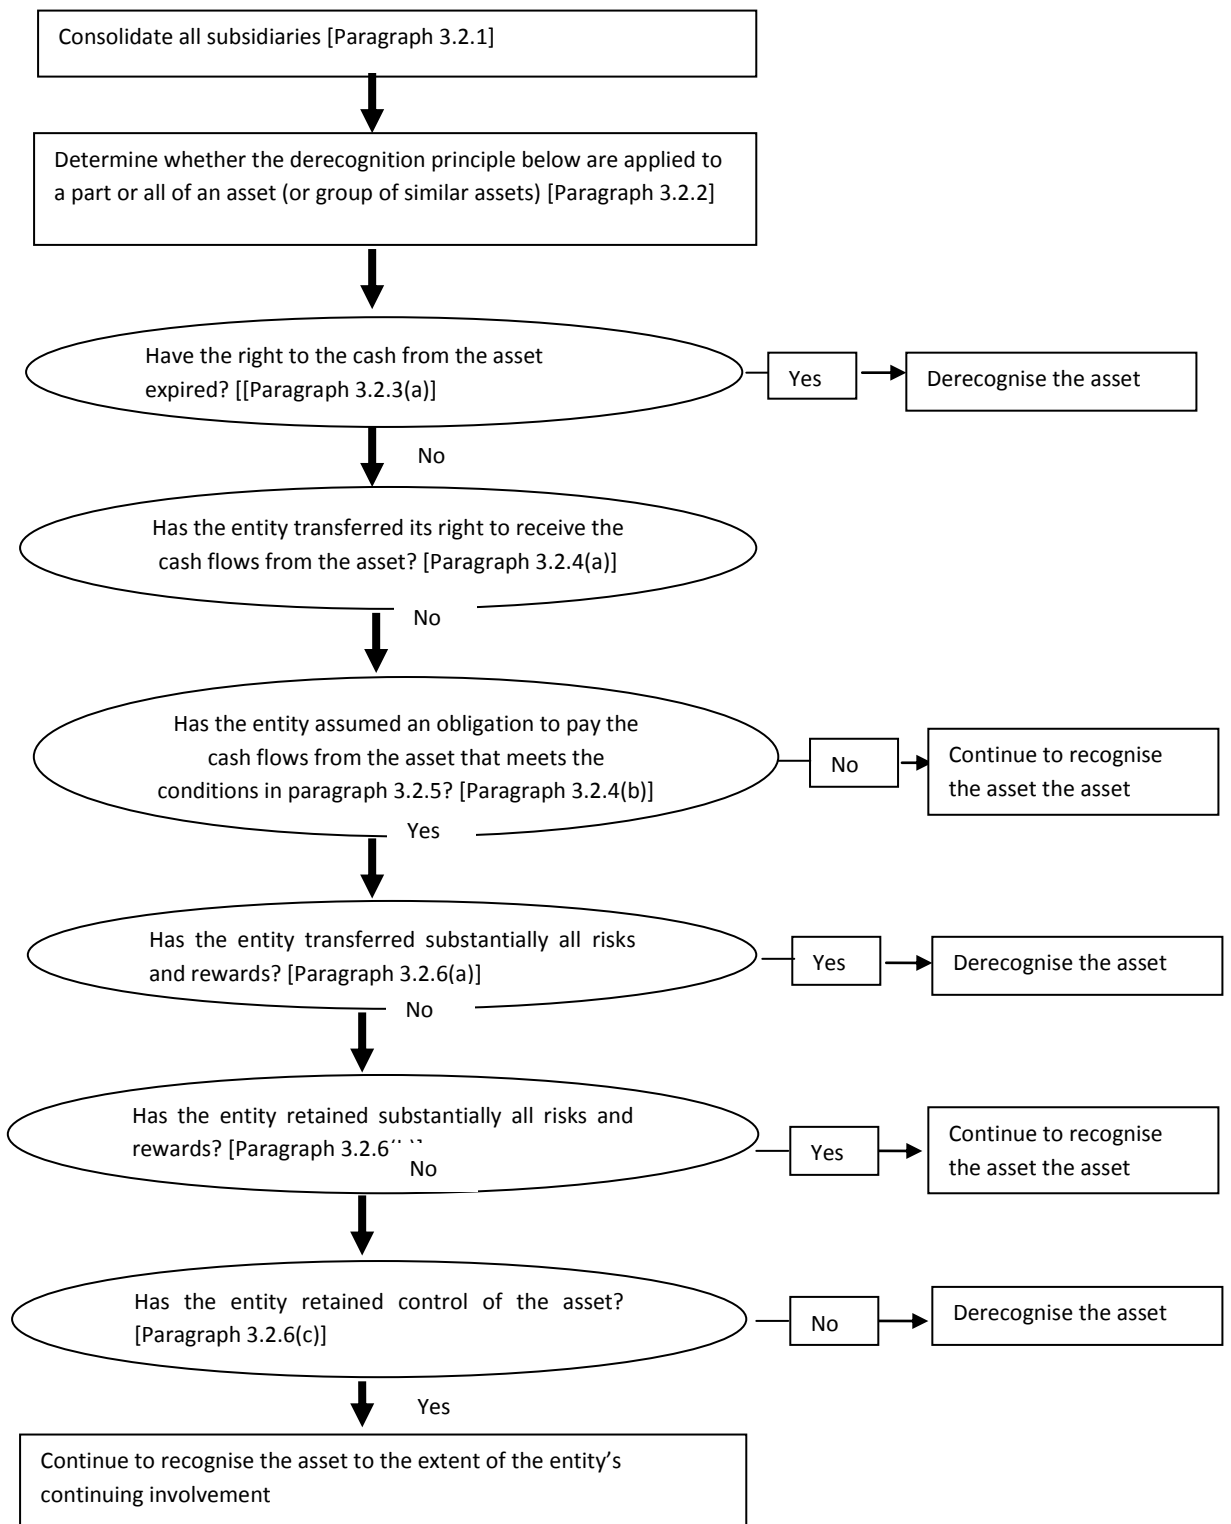 Consolidate all subsidiaries [Paragraph 3.2.1]
Determine whether the derecognition principle below are applied to
a part or all of an asset (or group of similar assets) [Paragraph 3.2.2]
Have the right to the cash from the asset
expired? [[Paragraph 3.2.3(a)]
Yes
Derecognise the asset
No
Has the entity transferred its right to receive the
cash flows from the asset? [Paragraph 3.2.4(a)]
No
Has the entity assumed an obligation to pay the
cash flows from the asset that meets the
conditions in paragraph 3.2.5? [Paragraph 3.2.4(b)]
No
Continue to recognise
the asset the asset
Yes
Has the entity transferred substantially all risks
and rewards? [Paragraph 3.2.6(a)]
Yes
Derecognise the asset
No
Has the entity retained substantially all risks and
rewards? [Paragraph 3.2.6
Yes
Continue to recognise
the asset the asset
No
Has the entity retained control of the asset?
[Paragraph 3.2.6(c)]
No
Derecognise the asset
Yes
Continue to recognise the asset to the extent of the entity’s
continuing involvement